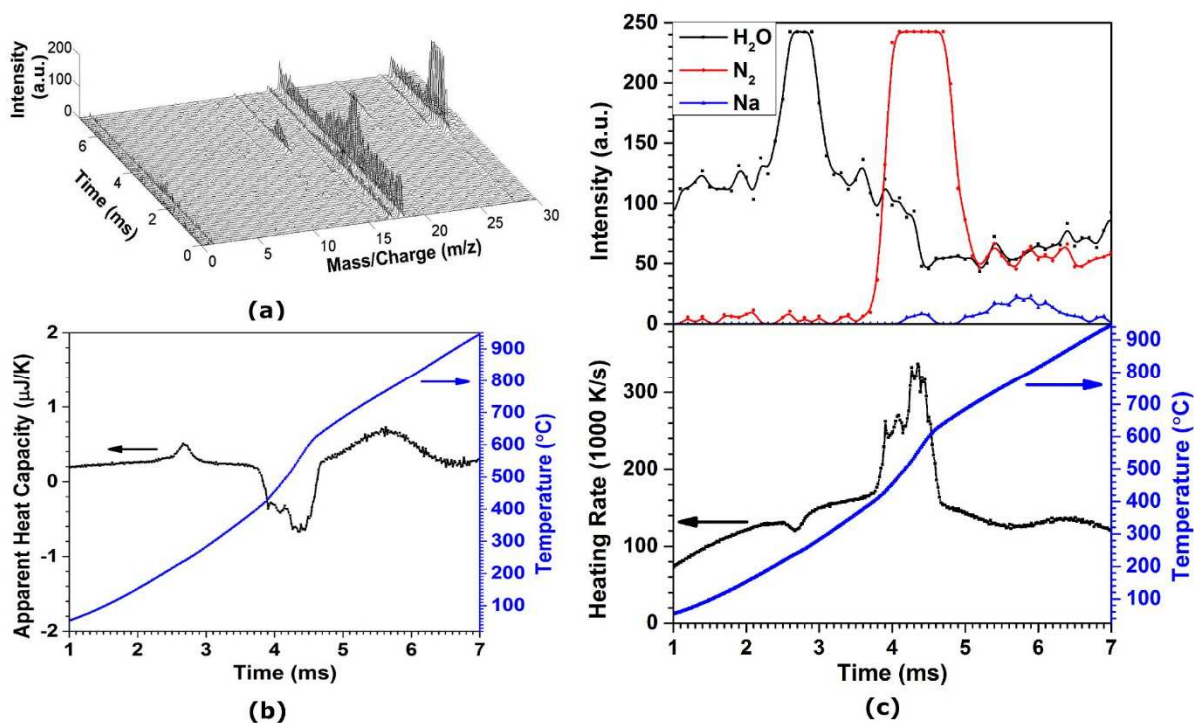 Intensity
(a.u.)
200
100
0
6
4
2
0
Time (ms)
0
5
10
15
20
25
30
Mass/Charge (m/z)
(a)
Apparent Heat Capacity (µJ/K)
2
1
0
-1
-2
1 2 3 4 5 6 7
Time (ms)
900
800
700
600
500
400
300
200
100
Temperature (°C)
(b)
H₂O
N₂
Na
Intensity (a.u.)
250
200
150
100
50
0
Heating Rate (1000 K/s)
300
200
100
0
1 2 3 4 5 6 7
Time (ms)
900
800
700
600
500
400
300
200
100
Temperature (°C)
(c)